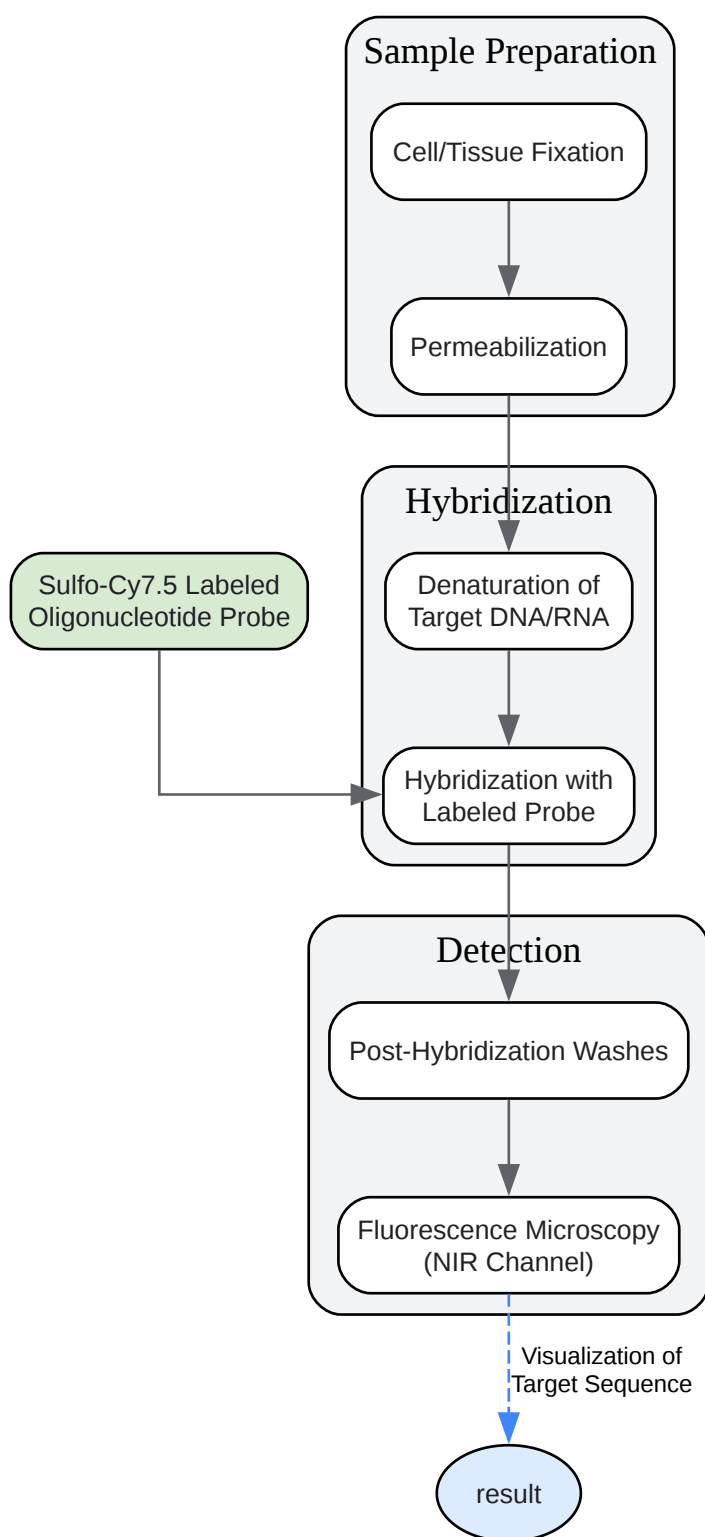 Sample Preparation
Cell/Tissue Fixation
Permeabilization
Hybridization
Sulfo-Cy7.5 Labeled
Oligonucleotide Probe
Denaturation of
Target DNA/RNA
Hybridization with
Labeled Probe
Detection
Post-Hybridization Washes
Fluorescence Microscopy
(NIR Channel)
Visualization of
Target Sequence
result